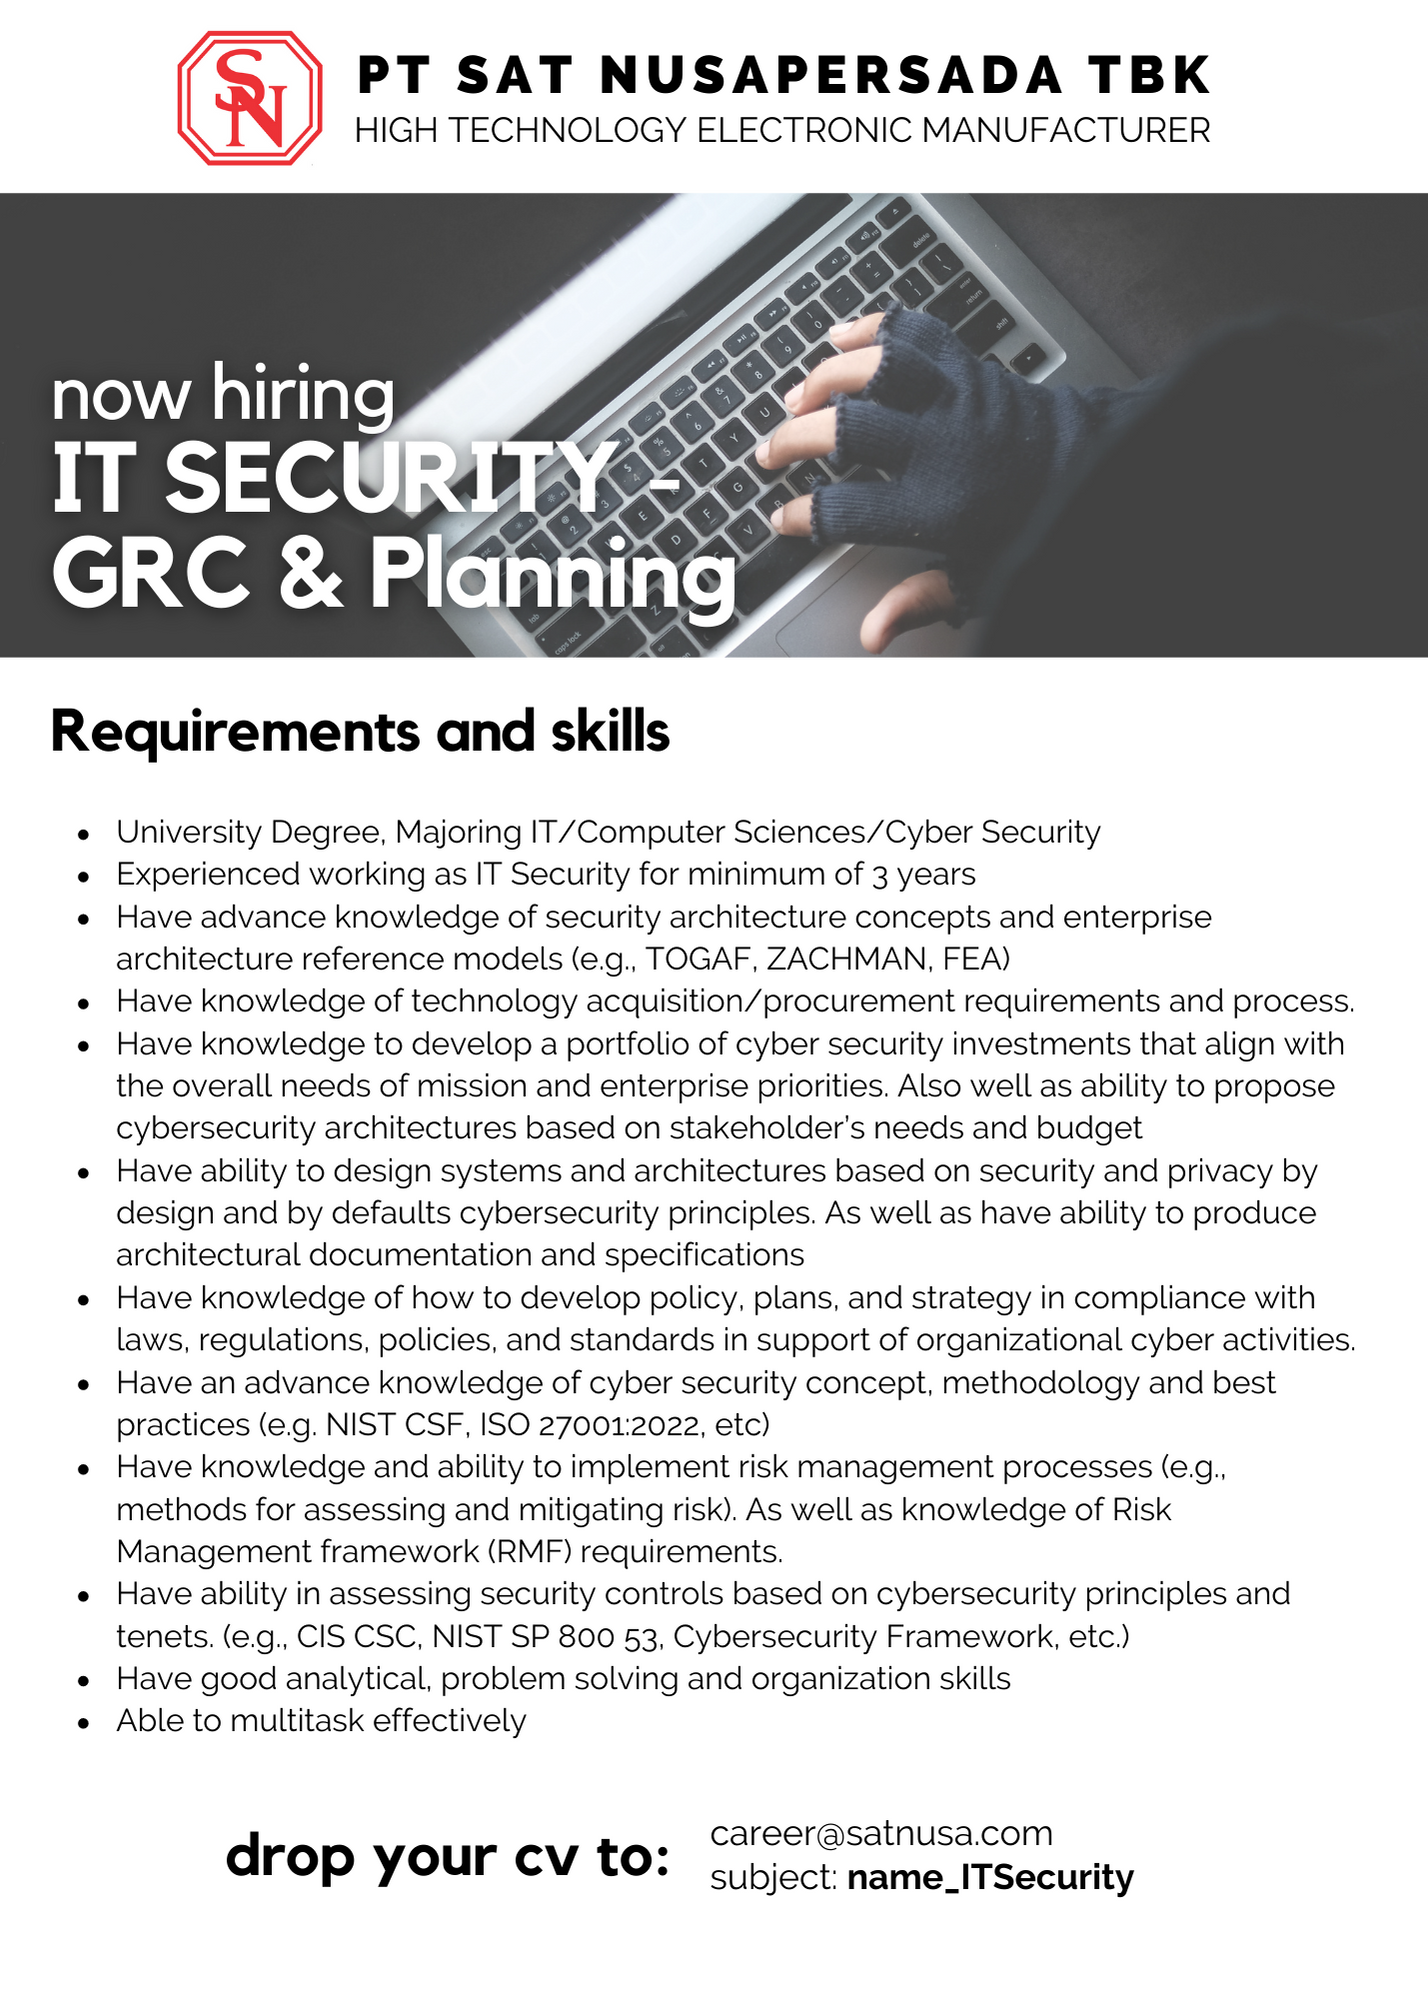 SN
PT SAT NUSAPERSADA TBK
HIGH TECHNOLOGY ELECTRONIC MANUFACTURER
now hiring
IT SECURITY -
GRC & Planning
Requirements and skills
• University Degree, Majoring IT/Computer Sciences/Cyber Security
• Experienced working as IT Security for minimum of 3 years
• Have advance knowledge of security architecture concepts and enterprise
architecture reference models (e.g., TOGAF, ZACHMAN, FEA)
• Have knowledge of technology acquisition/procurement requirements and process.
• Have knowledge to develop a portfolio of cyber security investments that align with
the overall needs of mission and enterprise priorities. Also well as ability to propose
cybersecurity architectures based on stakeholder’s needs and budget
• Have ability to design systems and architectures based on security and privacy by
design and by defaults cybersecurity principles. As well as have ability to produce
architectural documentation and specifications
• Have knowledge of how to develop policy, plans, and strategy in compliance with
laws, regulations, policies, and standards in support of organizational cyber activities.
• Have an advance knowledge of cyber security concept, methodology and best
practices (e.g. NIST CSF, ISO 27001:2022, etc)
• Have knowledge and ability to implement risk management processes (e.g.,
methods for assessing and mitigating risk). As well as knowledge of Risk
Management framework (RMF) requirements.
• Have ability in assessing security controls based on cybersecurity principles and
tenets. (e.g., CIS CSC, NIST SP 800 53, Cybersecurity Framework, etc.)
• Have good analytical, problem solving and organization skills
• Able to multitask effectively
drop your cv to:
career@satnusa.com
subject: name_ITSecurity